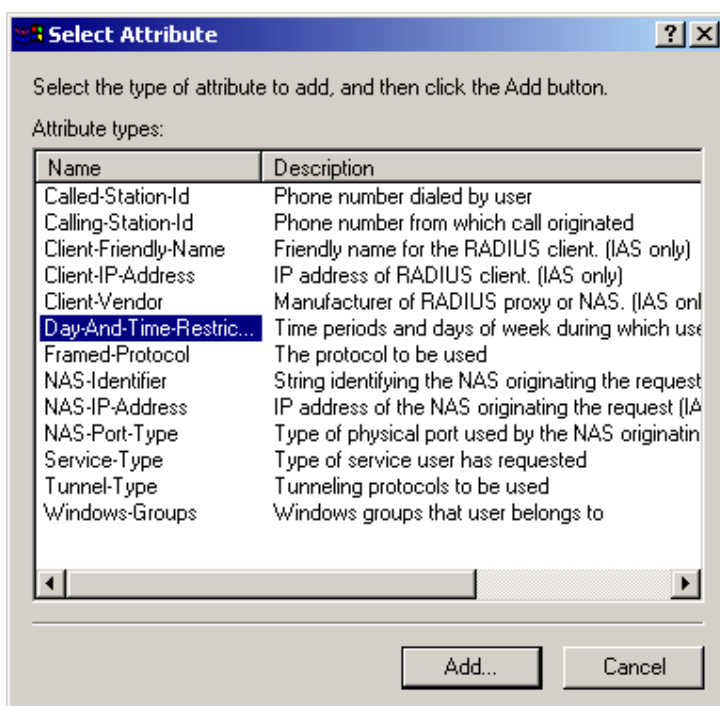 Select Attribute
Select the type of attribute to add, and then click the Add button.
Attribute types:
Name Description
Called-Station-Id Phone number dialed by user
Calling-Station-Id Phone number from which call originated
Client-Friendly-Name Friendly name for the RADIUS client. (IAS only)
Client-IP-Address IP address of RADIUS client. (IAS only)
Client-Vendor Manufacturer of RADIUS proxy or NAS. (IAS onl
Day-And-Time-Restric... Time periods and days of week during which use
Framed-Protocol The protocol to be used
NAS-Identifier String identifying the NAS originating the request
NAS-IP-Address IP address of the NAS originating the request (IA
NAS-Port-Type Type of physical port used by the NAS originatin
Service-Type Type of service user has requested
Tunnel-Type Tunneling protocols to be used
Windows-Groups Windows groups that user belongs to
Add... Cancel